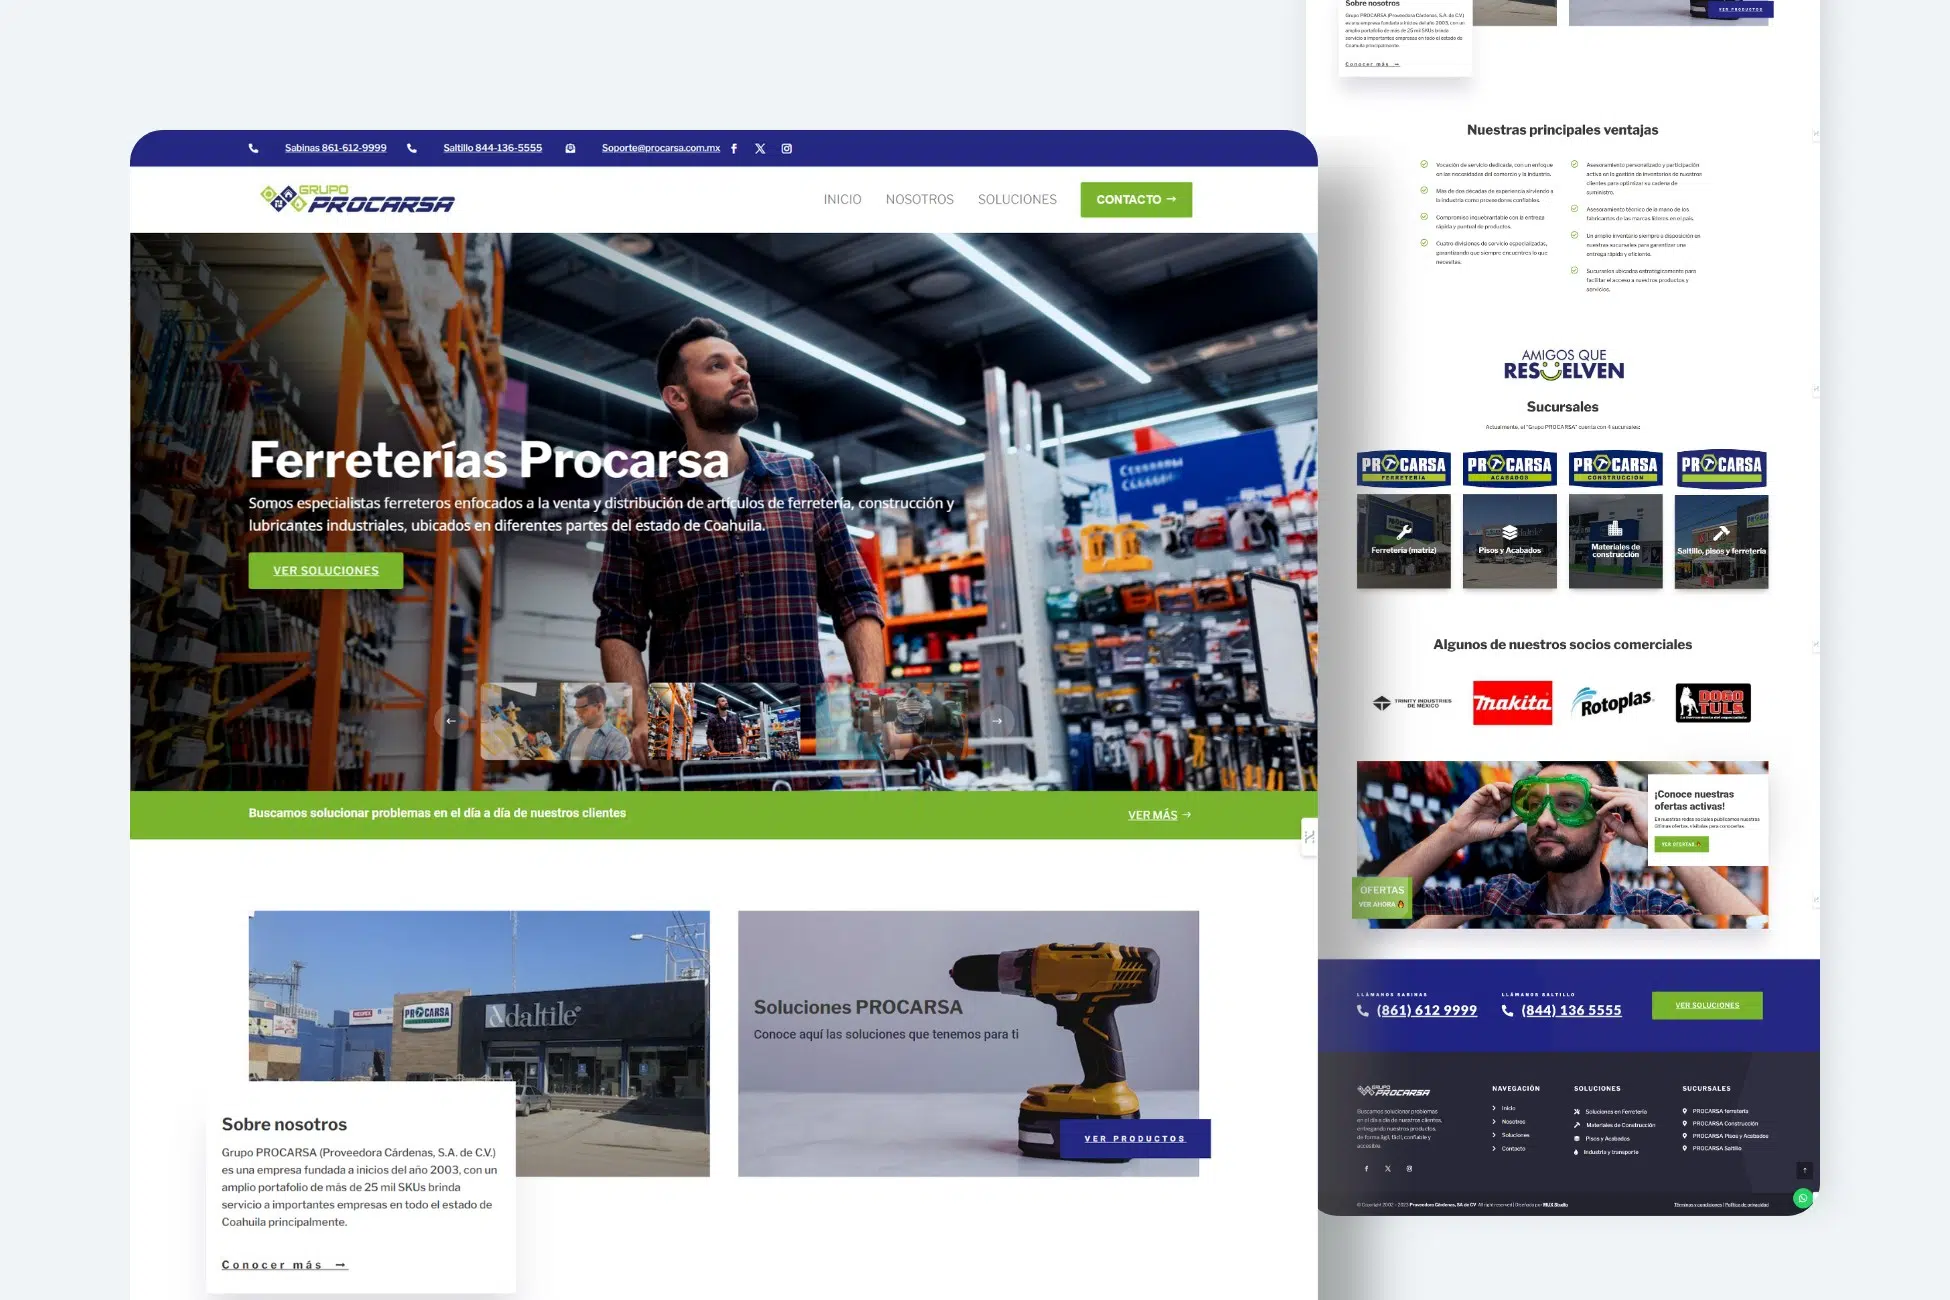 Sabinas 861-612-9999
Saltillo 844-136-5555
Soporte@procarsa.com.mx
GRUPO
PROCARSA
INICIO
NOSOTROS
SOLUCIONES
CONTACTO →
Ferreterías Procarsa
Somos especialistas ferreteros enfocados a la venta y distribución de artículos de ferretería, construcción y
lubricantes industriales, ubicados en diferentes partes del estado de Coahuila.
VER SOLUCIONES
Buscamos solucionar problemas en el día a día de nuestros clientes
VER MÁS →
PROCARSA
daltile
Sobre nosotros
Grupo PROCARSA (Proveedora Cárdenas, S.A. de C.V.)
es una empresa fundada a inicios del año 2003, con un
amplio portafolio de más de 25 mil SKUs brinda
servicio a importantes empresas en todo el estado de
Coahuila principalmente.
Conocer más →
Soluciones PROCARSA
Conoce aquí las soluciones que tenemos para ti
VER PRODUCTOS
Sobre nosotros
Grupo PROCARSA (Proveedora Cárdenas, S.A. de C.V.)
es una empresa fundada a inicios del año 2003, con un
amplio portafolio de más de 25 mil SKUs brinda
servicio a importantes empresas en todo el estado de
Coahuila principalmente.
Conocer más →
VER PRODUCTOS
Nuestras principales ventajas
Vocación de servicio dedicada, con un enfoque
en las necesidades del comercio y la industria.
Más de dos décadas de experiencia sirviendo a
la industria como proveedores confiables.
Compromiso inquebrantable con la entrega
rápida y puntual de productos.
Cuatro divisiones de servicio especializadas,
garantizando que siempre encuentres lo que
necesitas.
Asesoramiento personalizado y participación
activa en la gestión de inventarios de nuestros
clientes para optimizar su cadena de
suministro.
Asesoramiento técnico de la mano de los
fabricantes de las marcas líderes en el país.
Un amplio inventario siempre a disposición en
nuestras sucursales para garantizar una
entrega rápida y eficiente.
Sucursales ubicadas estratégicamente para
facilitar el acceso a nuestros productos y
servicios.
AMIGOS QUE
RESUELVEN
Sucursales
Actualmente, el "Grupo PROCARSA" cuenta con 4 sucursales:
PROCARSA
FERRETERÍA
PROCARSA
ACABADOS
PROCARSA
CONSTRUCCIÓN
PROCARSA
Ferretería (matriz)
Pisos y Acabados
Materiales de
construcción
Saltillo, pisos y ferretería
Algunos de nuestros socios comerciales
TRINITY INDUSTRIES
DE MÉXICO
makita
Rotoplas
DOGO
TULS
¡Conoce nuestras
ofertas activas!
En nuestras redes sociales publicamos nuestras
últimas ofertas, visítalas para conocerlas.
VER OFERTAS
OFERTAS
VER AHORA
LLÁMANOS SABINAS
(861) 612 9999
LLÁMANOS SALTILLO
(844) 136 5555
VER SOLUCIONES
GRUPO
PROCARSA
Buscamos solucionar problemas
en el día a día de nuestros clientes,
entregando nuestros productos
de forma ágil, fácil, confiable y
accesible.
NAVEGACIÓN
Inicio
Nosotros
Soluciones
Contacto
SOLUCIONES
Soluciones en Ferretería
Materiales de Construcción
Pisos y Acabados
Industria y transporte
SUCURSALES
PROCARSA ferretería
PROCARSA Construcción
PROCARSA Pisos y Acabados
PROCARSA Saltillo
© Copyright 2002 - 2023 Proveedora Cárdenas, SA de CV All right reserved | Diseñado por MUX Studio
Términos y condiciones | Política de privacidad